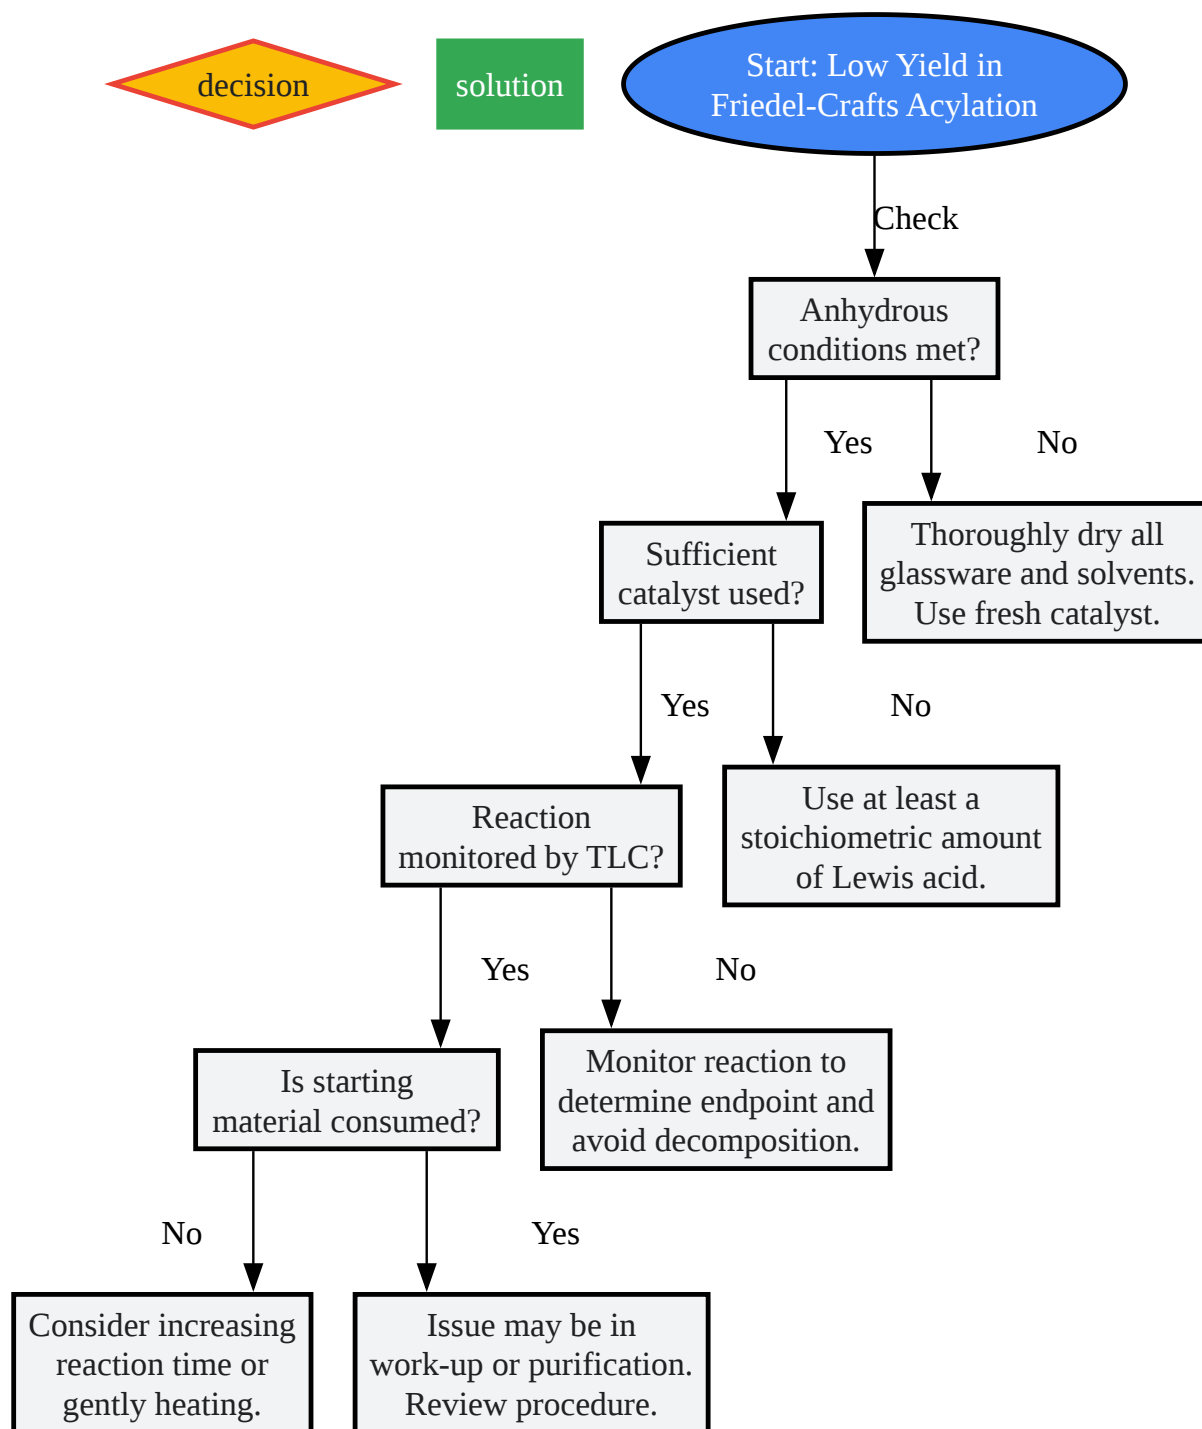 decision
solution
Start: Low Yield in
Friedel-Crafts Acylation
Check
Anhydrous
conditions met?
Yes
No
Sufficient
catalyst used?
Thoroughly dry all
glassware and solvents.
Use fresh catalyst.
Yes
No
Reaction
monitored by TLC?
Use at least a
stoichiometric amount
of Lewis acid.
Yes
No
Is starting
material consumed?
Monitor reaction to
determine endpoint and
avoid decomposition.
No
Yes
Consider increasing
reaction time or
gently heating.
Issue may be in
work-up or purification.
Review procedure.